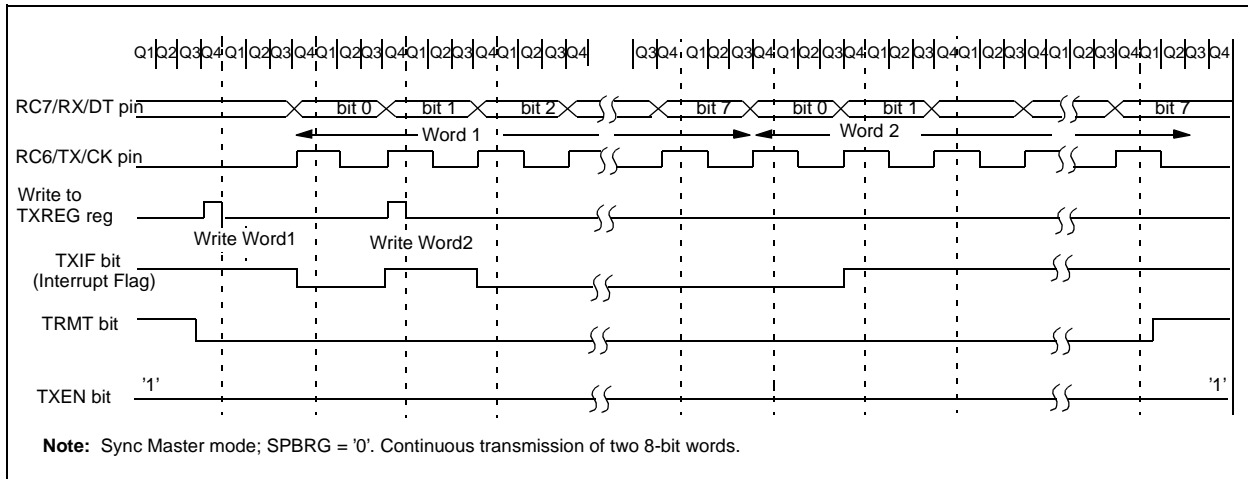 Q1 Q2 Q3 Q4 Q1 Q2 Q3 Q4 Q1 Q2 Q3 Q4 Q1 Q2 Q3 Q4 Q1 Q2 Q3 Q4 Q3 Q4 Q1 Q2 Q3 Q4 Q1 Q2 Q3 Q4 Q1 Q2 Q3 Q4 Q1 Q2 Q3 Q4 Q1 Q2 Q3 Q4 Q1 Q2 Q3 Q4
RC7/RX/DT pin bit 0 bit 1 bit 2 bit 7 bit 0 bit 1 bit 7
Word 1 Word 2
RC6/TX/CK pin
Write to
TXREG reg
Write Word1 Write Word2
TXIF bit
(Interrupt Flag)
TRMT bit
'1' '1'
TXEN bit
Note: Sync Master mode; SPBRG = '0'. Continuous transmission of two 8-bit words.